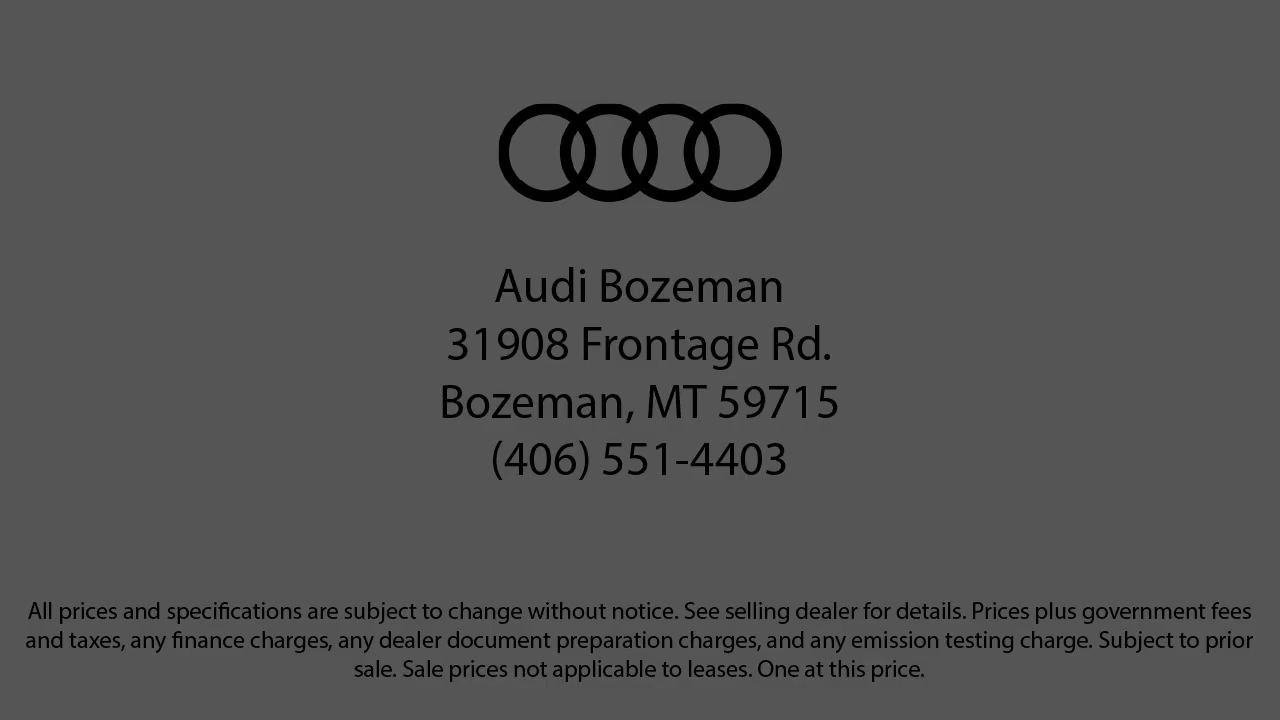 Audi Bozeman
31908 Frontage Rd.
Bozeman, MT 59715
(406) 551-4403
All prices and specifications are subject to change without notice. See selling dealer for details. Prices plus government fees
and taxes, any finance charges, any dealer document preparation charges, and any emission testing charge. Subject to prior
sale. Sale prices not applicable to leases. One at this price.